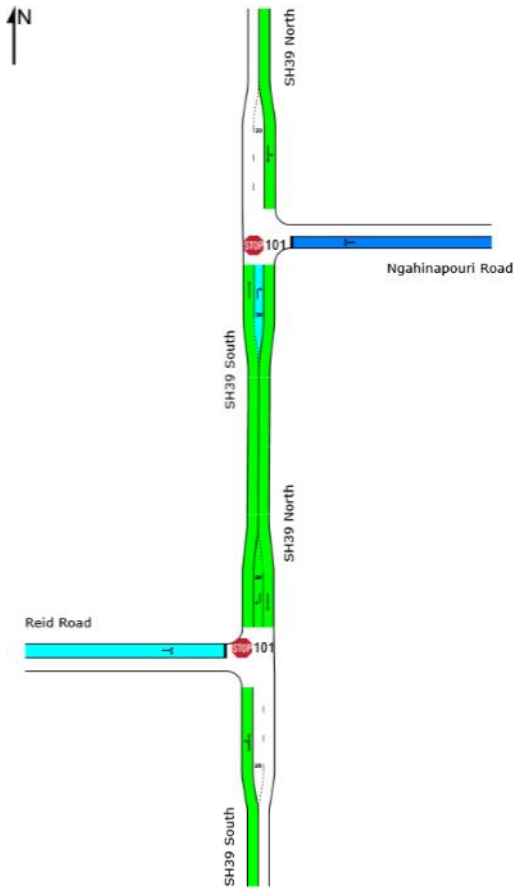 N
SH39 North
STOP 101
Ngahinapouri Road
SH39 South
SH39 North
Reid Road
STOP 101
SH39 South